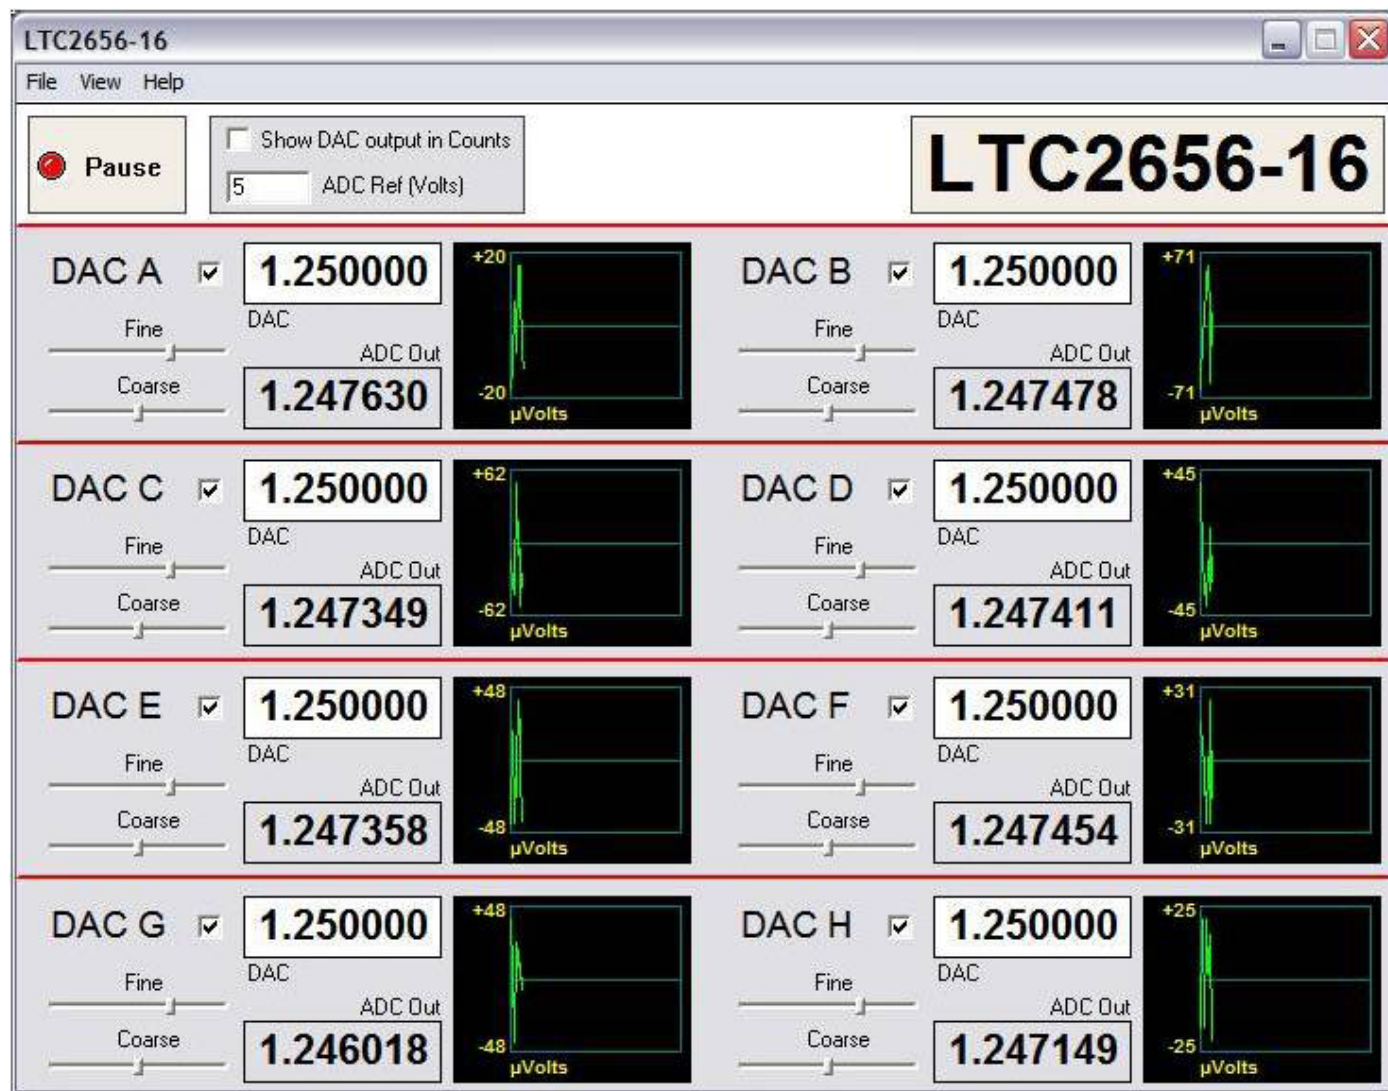 LTC2656-16
File View Help
Pause
Show DAC output in Counts
5 ADC Ref (Volts)
LTC2656-16
DAC A
1.250000
DAC
Fine
ADC Out
Coarse
1.247630
+20
-20
µVolts
DAC B
1.250000
DAC
Fine
ADC Out
Coarse
1.247478
+71
-71
µVolts
DAC C
1.250000
DAC
Fine
ADC Out
Coarse
1.247349
+62
-62
µVolts
DAC D
1.250000
DAC
Fine
ADC Out
Coarse
1.247411
+45
-45
µVolts
DAC E
1.250000
DAC
Fine
ADC Out
Coarse
1.247358
+48
-48
µVolts
DAC F
1.250000
DAC
Fine
ADC Out
Coarse
1.247454
+31
-31
µVolts
DAC G
1.250000
DAC
Fine
ADC Out
Coarse
1.246018
+48
-48
µVolts
DAC H
1.250000
DAC
Fine
ADC Out
Coarse
1.247149
+25
-25
µVolts